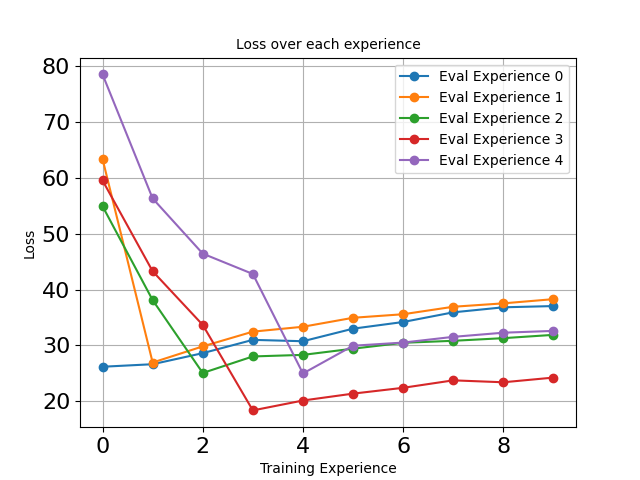 Loss over each experience
Loss
80
70
60
50
40
30
20
Eval Experience 0
Eval Experience 1
Eval Experience 2
Eval Experience 3
Eval Experience 4
0 2 4 6 8
Training Experience